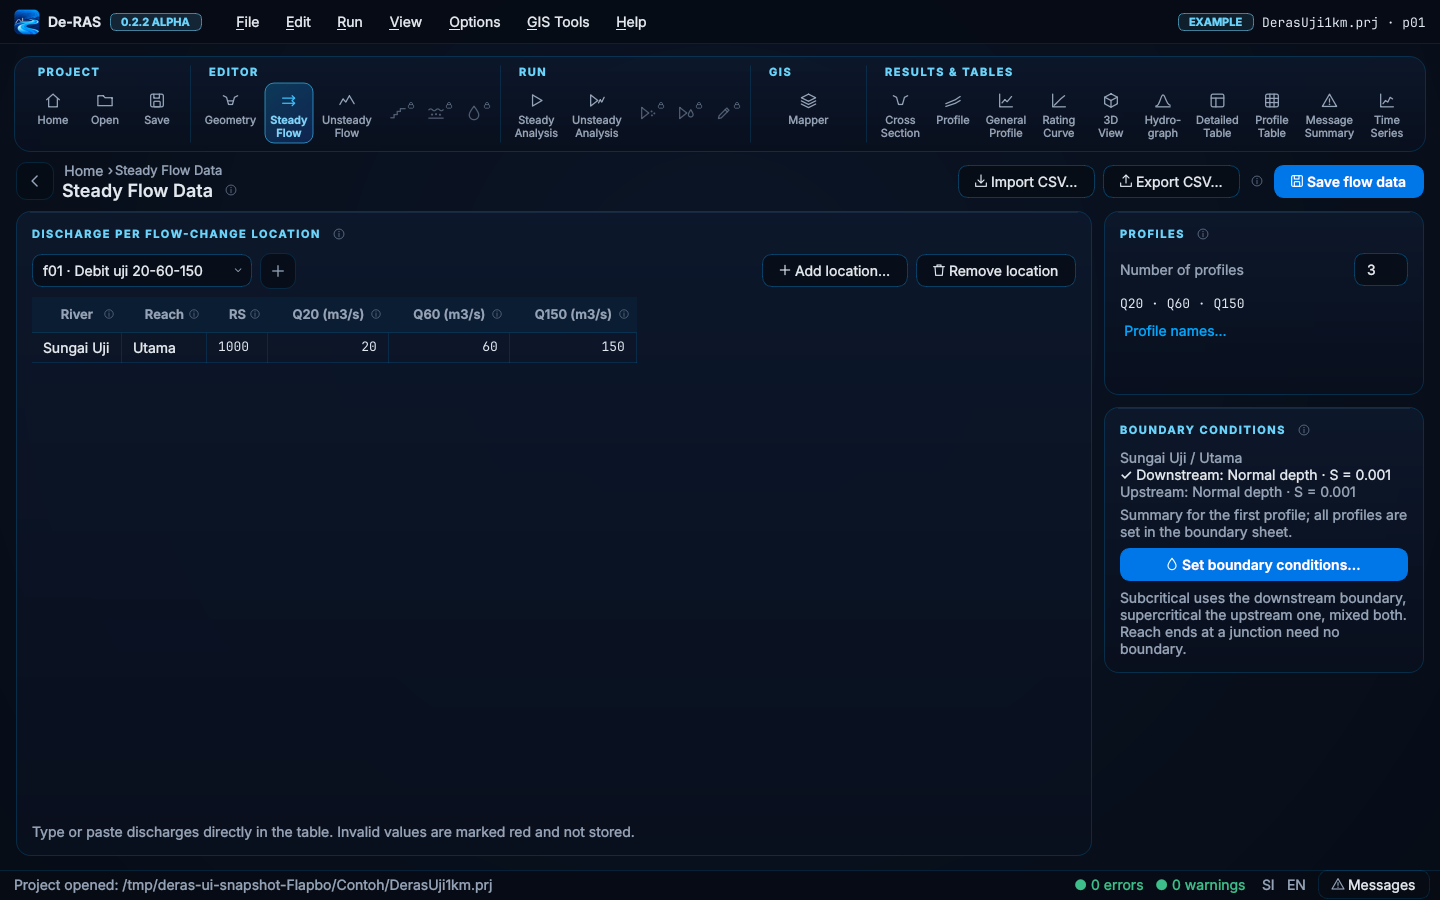 De-RAS 0.2.2 ALPHA File Edit Run View Options GIS Tools Help EXAMPLE DerasUji1km.prj · p01
PROJECT EDITOR RUN GIS RESULTS & TABLES
Home Open Save Geometry Steady Flow Unsteady Flow Steady Analysis Unsteady Analysis Mapper Cross Section Profile General Profile Rating Curve 3D View Hydro-graph Detailed Table Profile Table Message Summary Time Series
Home › Steady Flow Data
Steady Flow Data
Import CSV... Export CSV... Save flow data
DISCHARGE PER FLOW-CHANGE LOCATION
f01 · Debit uji 20-60-150
+ Add location... Remove location
River Reach RS Q20 (m3/s) Q60 (m3/s) Q150 (m3/s)
Sungai Uji Utama 1000 20 60 150
Type or paste discharges directly in the table. Invalid values are marked red and not stored.
PROFILES
Number of profiles 3
Q20 · Q60 · Q150
Profile names...
BOUNDARY CONDITIONS
Sungai Uji / Utama
✓ Downstream: Normal depth · S = 0.001
Upstream: Normal depth · S = 0.001
Summary for the first profile; all profiles are
set in the boundary sheet.
Set boundary conditions...
Subcritical uses the downstream boundary,
supercritical the upstream one, mixed both.
Reach ends at a junction need no
boundary.
Project opened: /tmp/deras-ui-snapshot-Flapbo/Contoh/DerasUji1km.prj
0 errors 0 warnings SI EN Messages